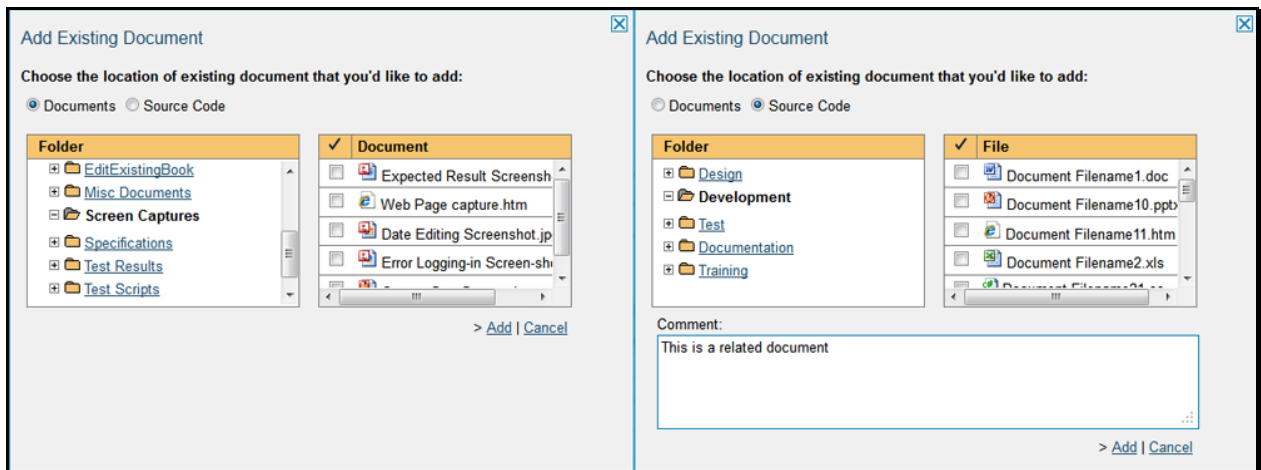 Add Existing Document
Choose the location of existing document that you'd like to add:
Documents Source Code
Folder
EditExistingBook
Misc Documents
Screen Captures
Specifications
Test Results
Test Scripts
✓ Document
Expected Result Screensh
Web Page capture.htm
Date Editing Screenshot.jp
Error Logging-in Screen-sh
> Add | Cancel
Add Existing Document
Choose the location of existing document that you'd like to add:
Documents Source Code
Folder
Design
Development
Test
Documentation
Training
✓ File
Document Filename1.doc
Document Filename10.pptx
Document Filename11.htm
Document Filename2.xls
Comment:
This is a related document
> Add | Cancel